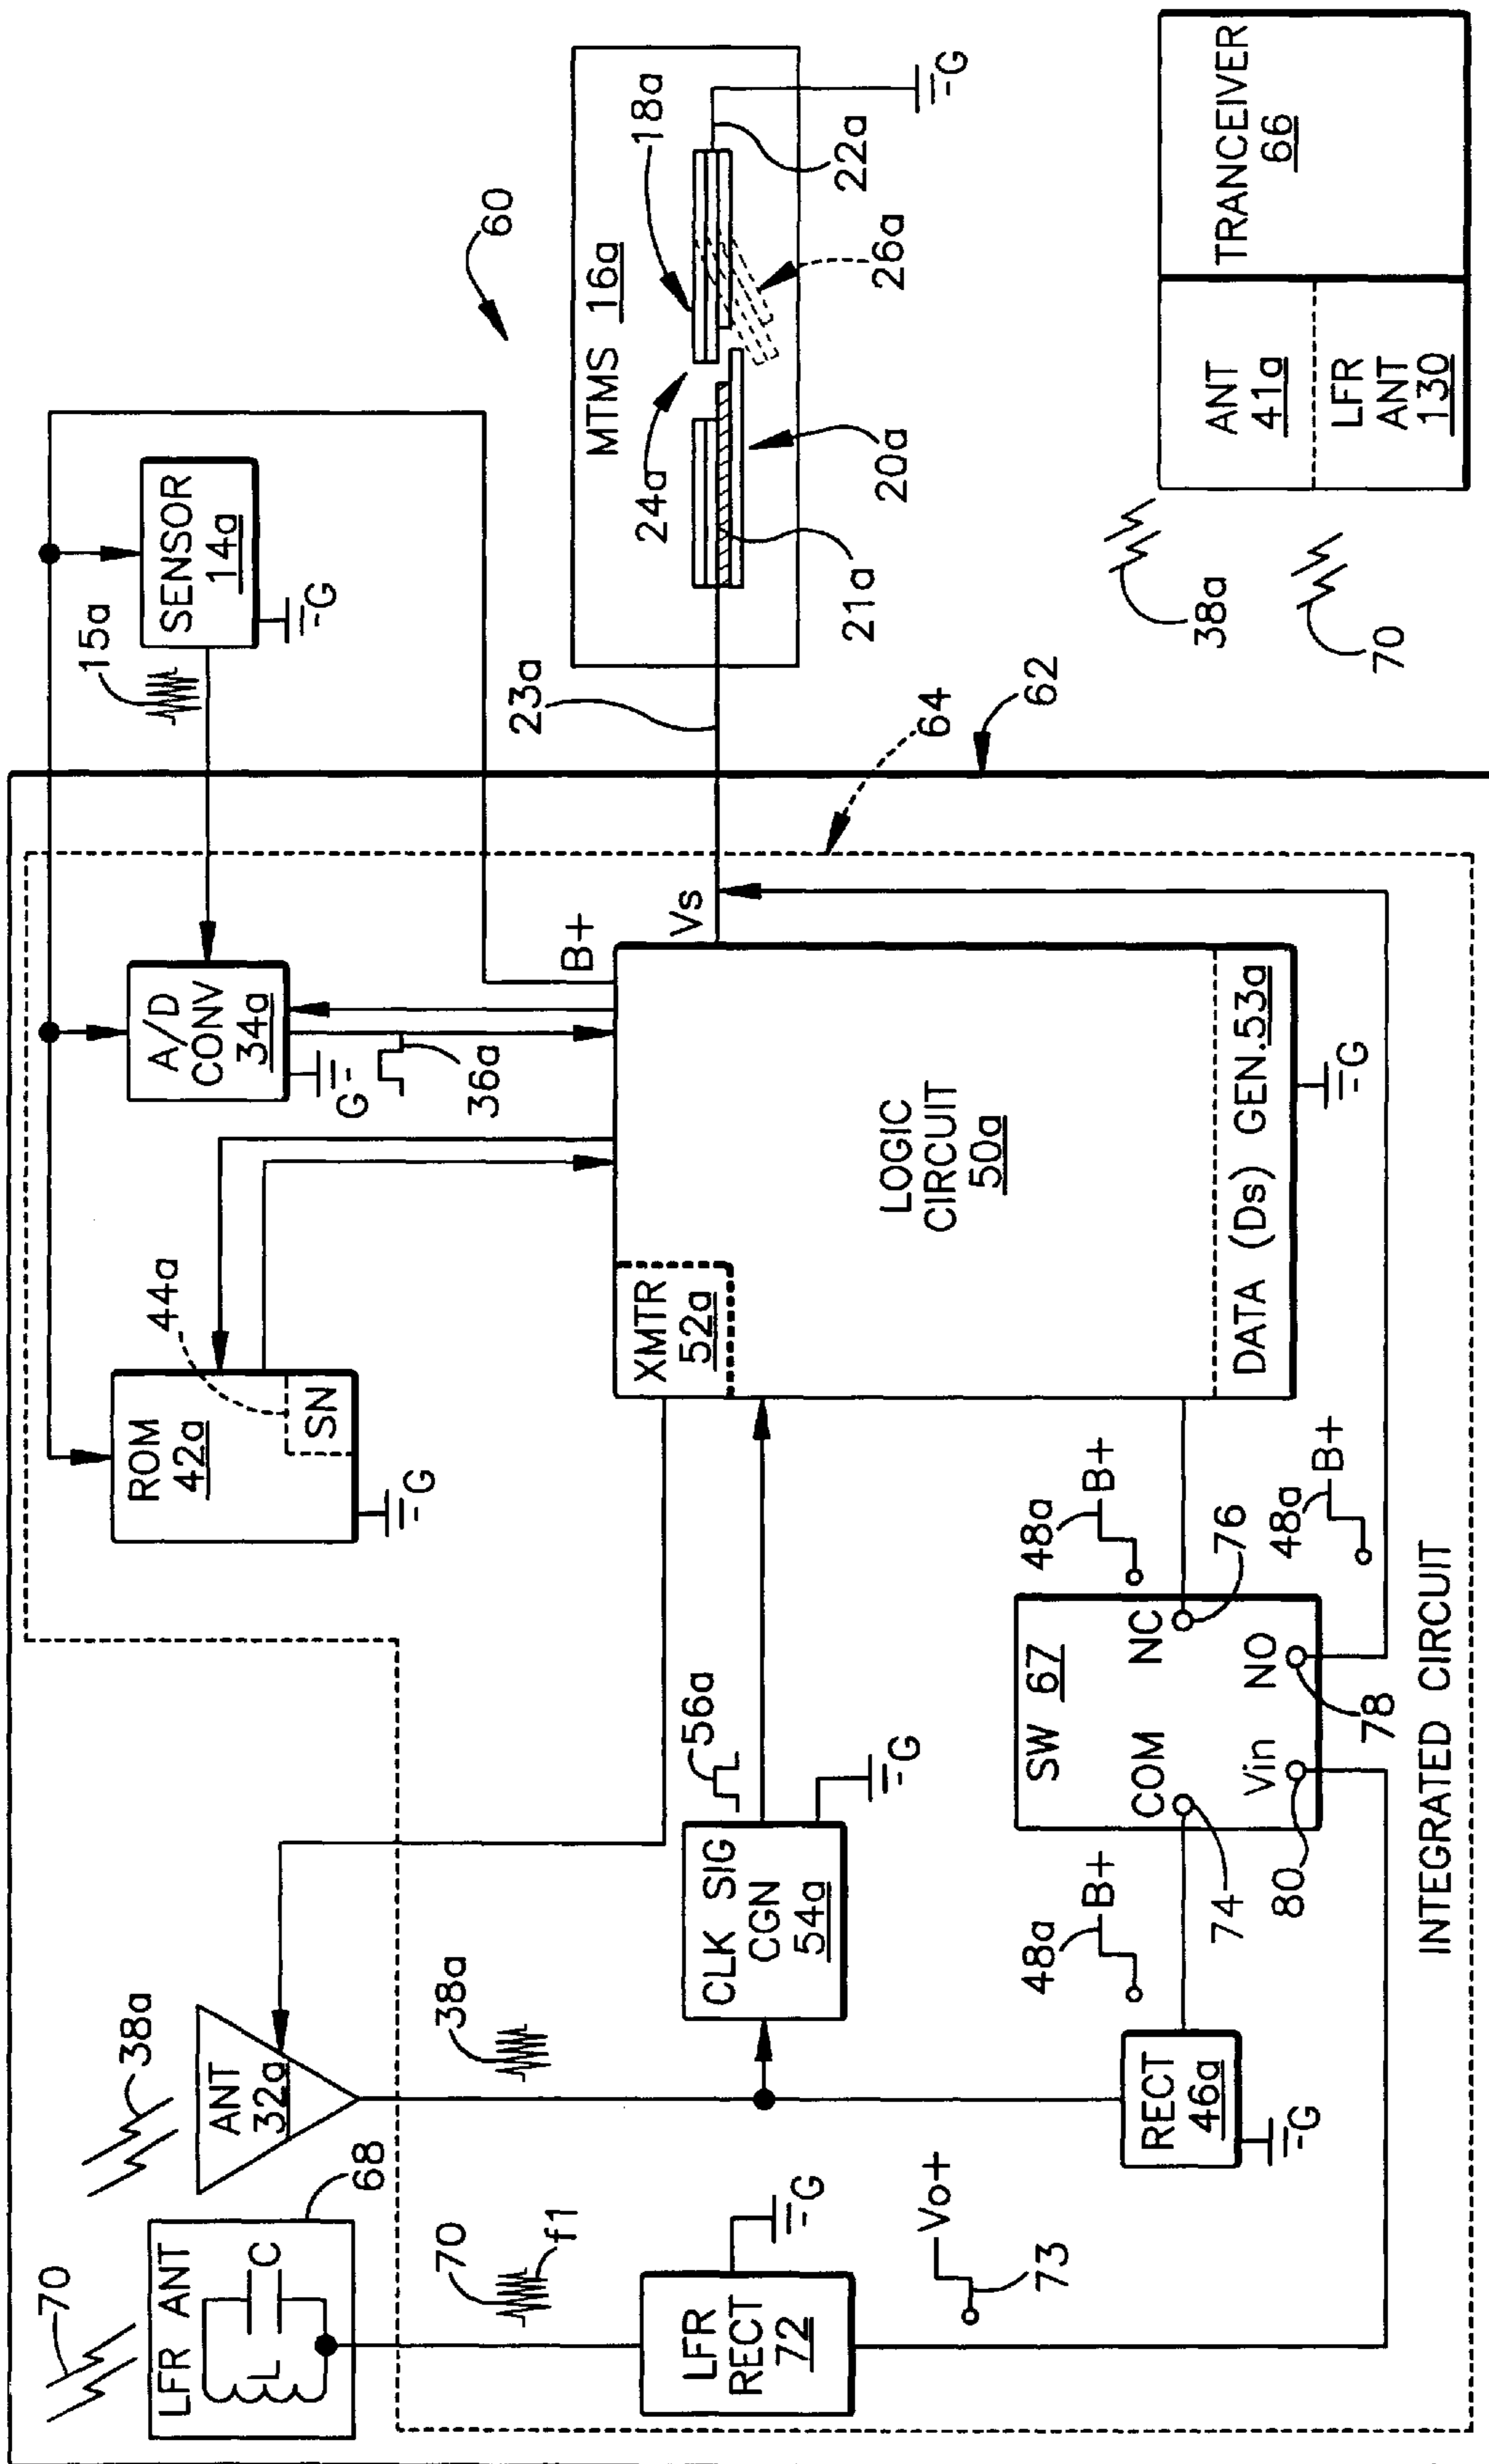 70
LFR ANT
L
C
68
38a
ANT
32a
70
f1
38a
LFR
RECT
72
G
Vo+
73
RECT
46a
G
CLK SIG
CGN
54a
56a
G
48a
B+
SW 67
COM
NC
Vin
NO
74
76
78
80
48a
B+
48a
B+
INTEGRATED CIRCUIT
ROM
42a
SN
44a
G
A/D
CONV
34a
G
36a
B+
XMTR
52a
LOGIC
CIRCUIT
50a
DATA (Ds) GEN.53a
G
Vs
SENSOR
14a
15a
G
60
62
64
23a
MTMS 16a
18a
24a
20a
21a
22a
26a
G
38a
70
ANT
41a
LFR
ANT
130
TRANCEIVER
66